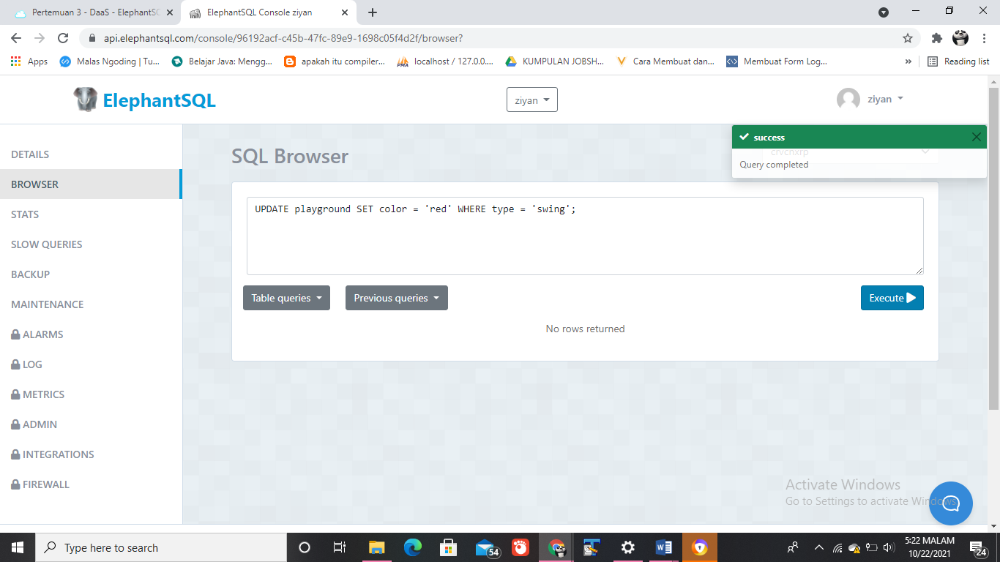 Pertemuan 3 - DaaS - ElephantSQ
ElephantSQL Console ziyan
api.elephantsql.com/console/96192acf-c45b-47fc-89e9-1698c05f4d2f/browser?
Apps
Malas Ngoding | Tu...
Belajar Java: Mengg...
apakah itu compiler...
PMA
localhost / 127.0.0....
KUMPULAN JOBSH...
Cara Membuat dan...
Membuat Form Log...
»
Reading list
ElephantSQL
ziyan
ziyan
success
crvcnxrp
Query completed
DETAILS
BROWSER
STATS
SLOW QUERIES
BACKUP
MAINTENANCE
ALARMS
LOG
METRICS
ADMIN
INTEGRATIONS
FIREWALL
SQL Browser
UPDATE playground SET color = 'red' WHERE type = 'swing';
Table queries
Previous queries
Execute
No rows returned
Activate Windows
Go to Settings to activate Windows.
Type here to search
54
5:22 MALAM
10/22/2021
24